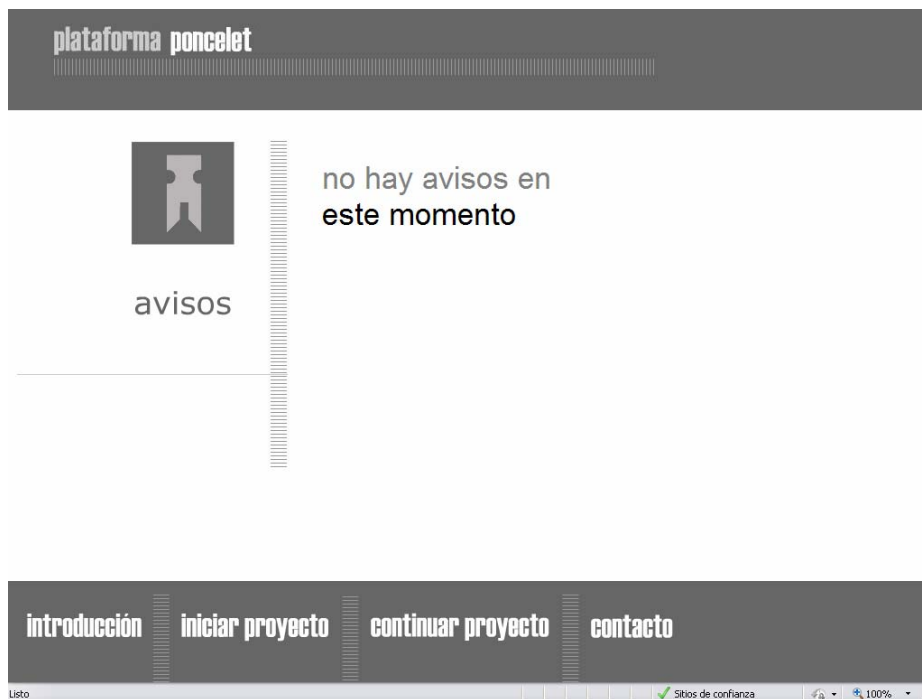 plataforma poncelet
no hay avisos en
este momento
avisos
introducción iniciar proyecto continuar proyecto contacto
Listo Sitios de confianza 100%